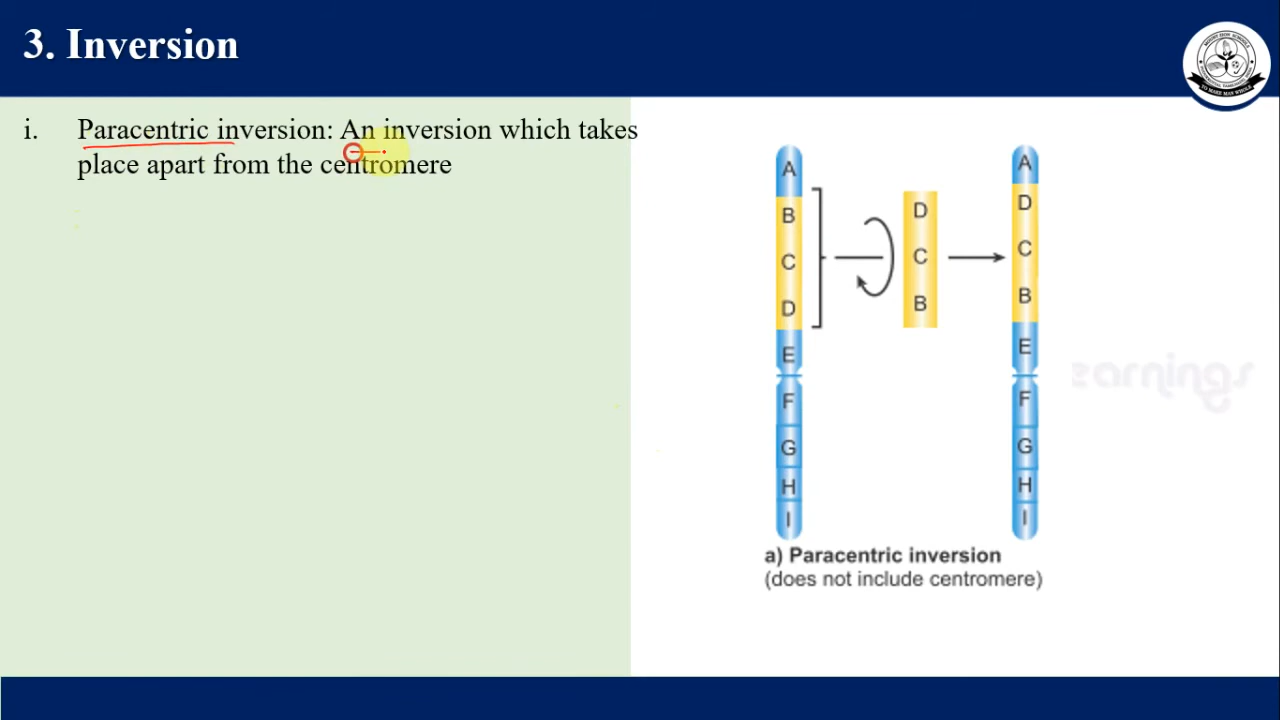 3. Inversion
i. Paracentric inversion: An inversion which takes
place apart from the centromere
A
B
C
D
E
F
G
H
I
D
C
B
A
D
C
B
E
F
G
H
I
earnings
a) Paracentric inversion
(does not include centromere)